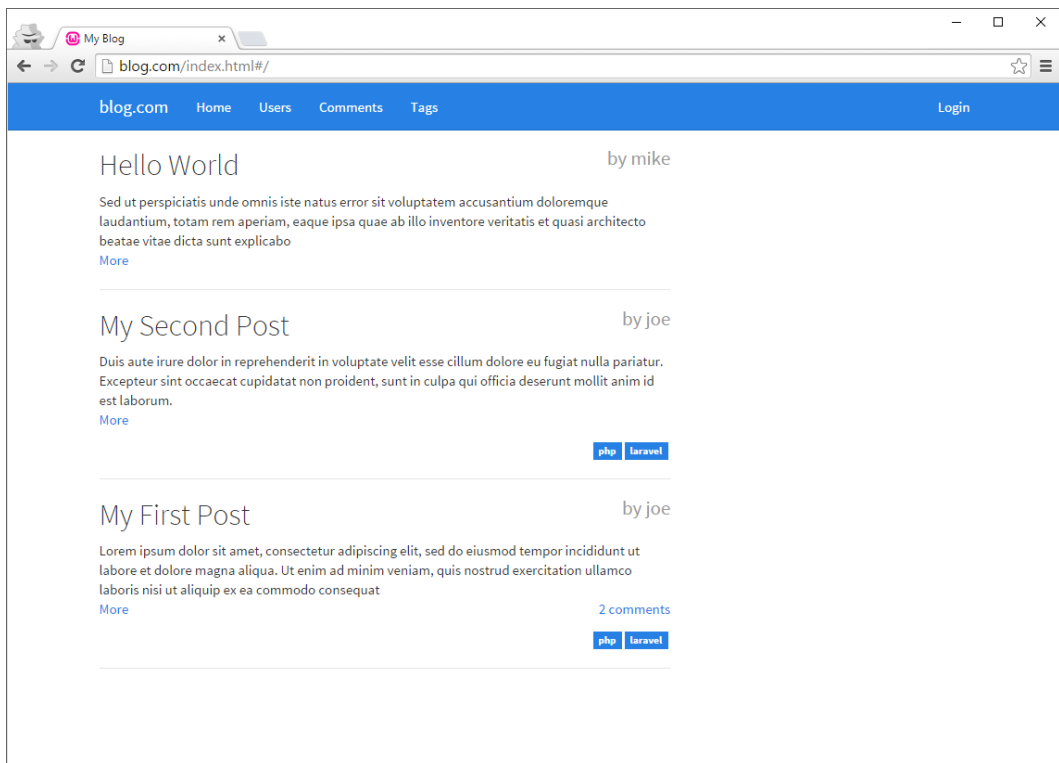 My Blog
blog.com/index.html#/
blog.com Home Users Comments Tags Login
Hello World by mike
Sed ut perspiciatis unde omnis iste natus error sit voluptatem accusantium doloremque
laudantium, totam rem aperiam, eaque ipsa quae ab illo inventore veritatis et quasi architecto
beatae vitae dicta sunt explicabo
More
My Second Post by joe
Duis aute irure dolor in reprehenderit in voluptate velit esse cillum dolore eu fugiat nulla pariatur.
Excepteur sint occaecat cupidatat non proident, sunt in culpa qui officia deserunt mollit anim id
est laborum.
More
php laravel
My First Post by joe
Lorem ipsum dolor sit amet, consectetur adipiscing elit, sed do eiusmod tempor incididunt ut
labore et dolore magna aliqua. Ut enim ad minim veniam, quis nostrud exercitation ullamco
laboris nisi ut aliquip ex ea commodo consequat
More 2 comments
php laravel